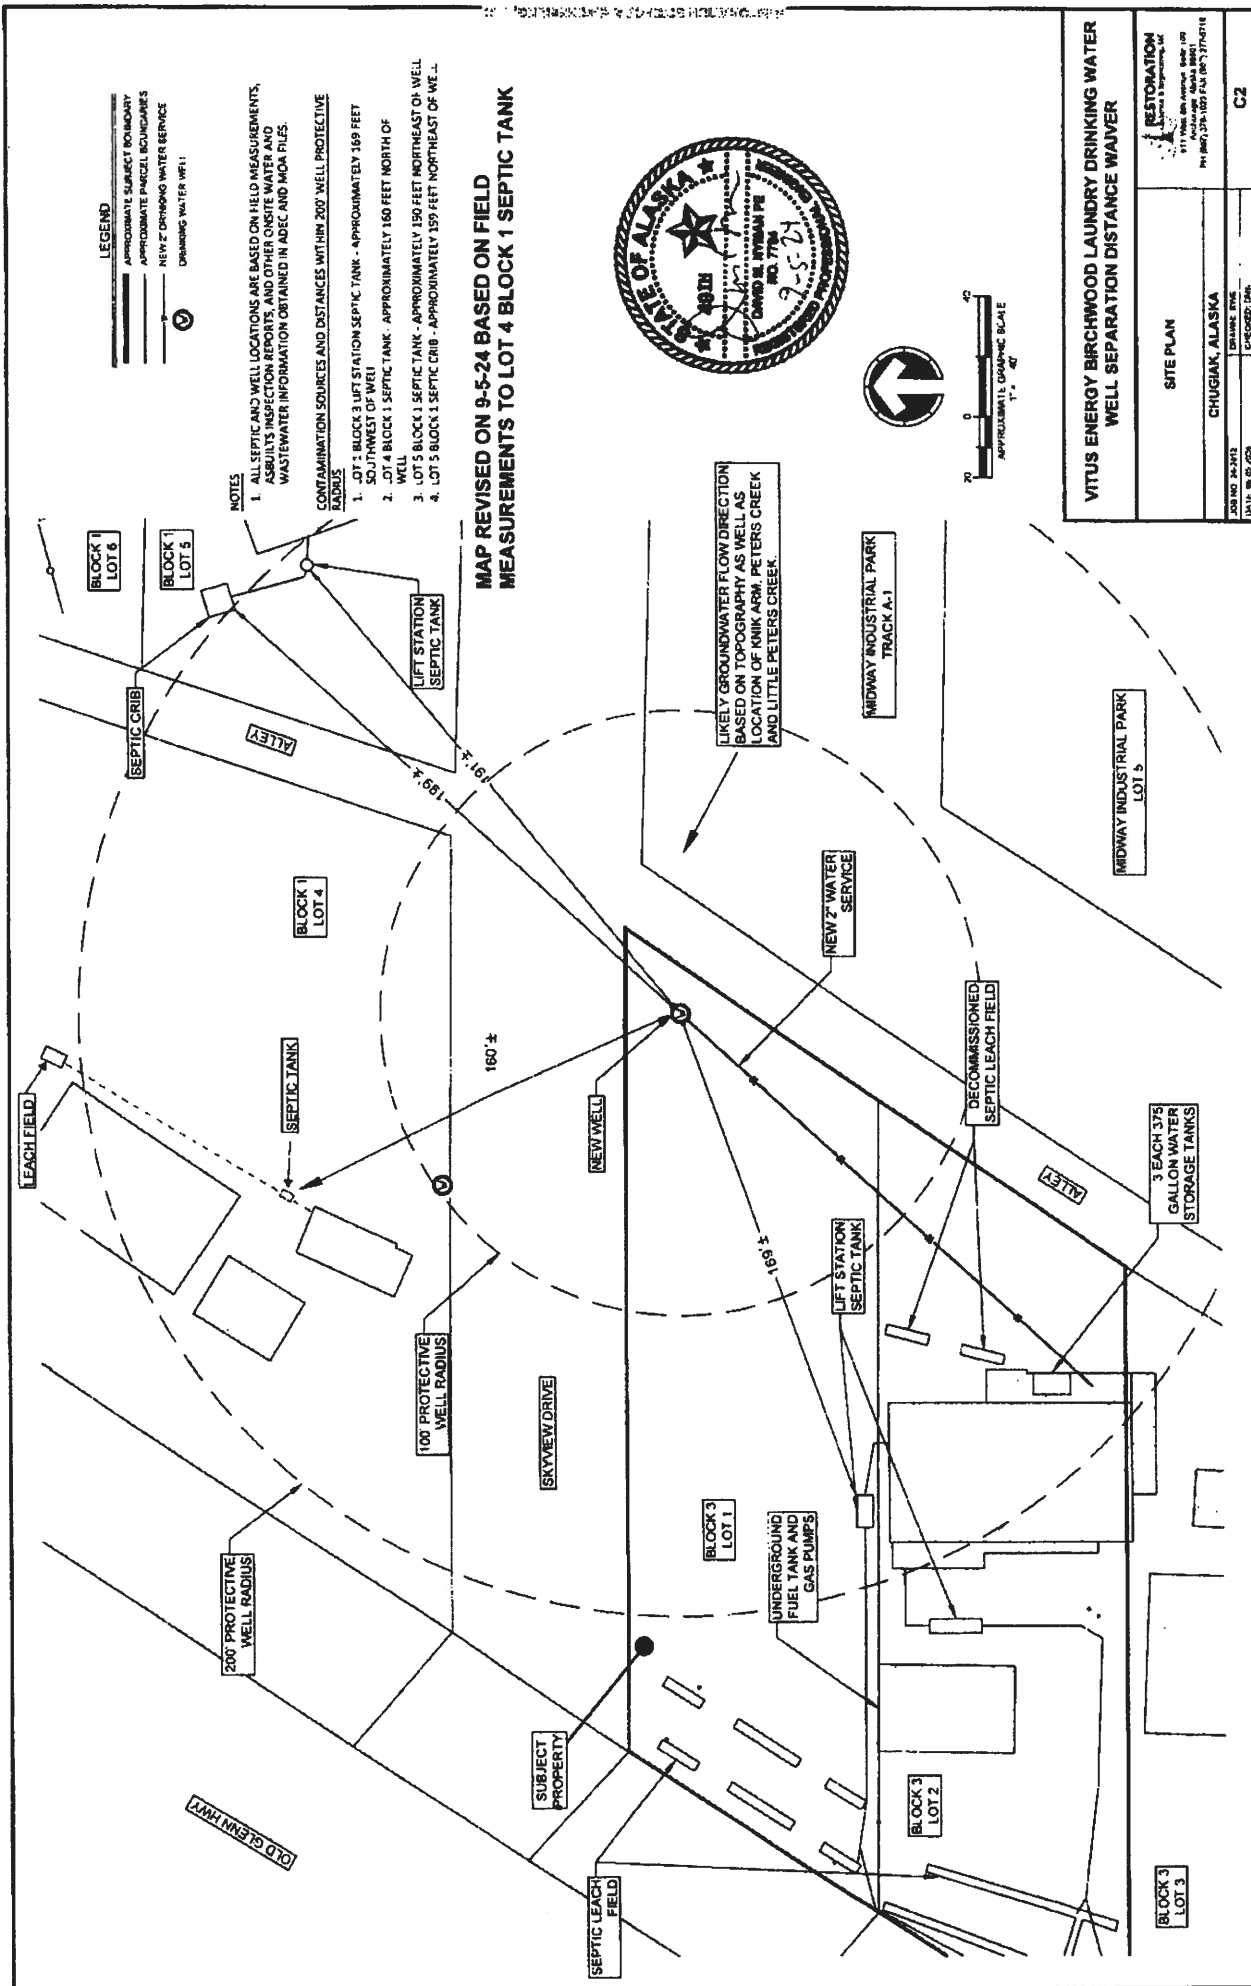 LEGEND
APPROXIMATE SUBJECT BOUNDARY
APPROXIMATE PARCEL BOUNDARIES
NEW 2" DRINKING WATER SERVICE
DRINKING WATER WELL
NOTES
1. ALL SEPTIC AND WELL LOCATIONS ARE BASED ON FIELD MEASUREMENTS,
ASBUILTS INSPECTION REPORTS, AND OTHER ONSITE WATER AND
WASTEWATER INFORMATION OBTAINED IN ADEC AND MOA FILES.
CONTAMINATION SOURCES AND DISTANCES WITHIN 200' WELL PROTECTIVE
RADIUS
1. LOT 1 BLOCK 3 LIFT STATION SEPTIC TANK - APPROXIMATELY 169 FEET
SOUTHWEST OF WELL
2. LOT 4 BLOCK 1 SEPTIC TANK - APPROXIMATELY 160 FEET NORTH OF
WELL
3. LOT 5 BLOCK 1 SEPTIC TANK - APPROXIMATELY FEET NORTHEAST OF WELL
4. LOT 5 BLOCK 1 SEPTIC CRIB - APPROXIMATELY FEET NORTHEAST OF WELL
MAP REVISED ON 9-5-24 BASED ON FIELD
MEASUREMENTS TO LOT 4 BLOCK 1 SEPTIC TANK
STATE OF ALASKA
49TH
DAVID M. NYMAN PE
NO. 7784
9-5-24
REGISTERED PROFESSIONAL ENGINEER
20 0 40
APPROXIMATE GRAPHIC SCALE
1" = 40'
VITUS ENERGY BIRCHWOOD LAUNDRY DRINKING WATER
WELL SEPARATION DISTANCE WAIVER
SITE PLAN
CHUGIAK, ALASKA
RESTORATION
C2
JOB NO 24-2412
BLOCK 1
LOT 6
BLOCK 1
LOT 5
LIFT STATION
SEPTIC TANK
SEPTIC CRIB
ALLEY
199'±
191'±
LIKELY GROUNDWATER FLOW DIRECTION
BASED ON TOPOGRAPHY AS WELL AS
LOCATION OF KNIK ARM, PETERS CREEK
AND LITTLE PETERS CREEK.
MIDWAY INDUSTRIAL PARK
TRACK A-1
MIDWAY INDUSTRIAL PARK
LOT 5
BLOCK 1
LOT 4
NEW 2" WATER
SERVICE
LEACH FIELD
SEPTIC TANK
160'±
NEW WELL
DECOMMISSIONED
SEPTIC LEACH FIELD
3 EACH 375
GALLON WATER
STORAGE TANKS
ALLEY
169'±
LIFT STATION
SEPTIC TANK
100' PROTECTIVE
WELL RADIUS
SKYVIEW DRIVE
200' PROTECTIVE
WELL RADIUS
BLOCK 3
LOT 1
UNDERGROUND
FUEL TANK AND
GAS PUMPS
SUBJECT
PROPERTY
OLD GLENN HWY
SEPTIC LEACH
FIELD
BLOCK 3
LOT 2
BLOCK 3
LOT 3